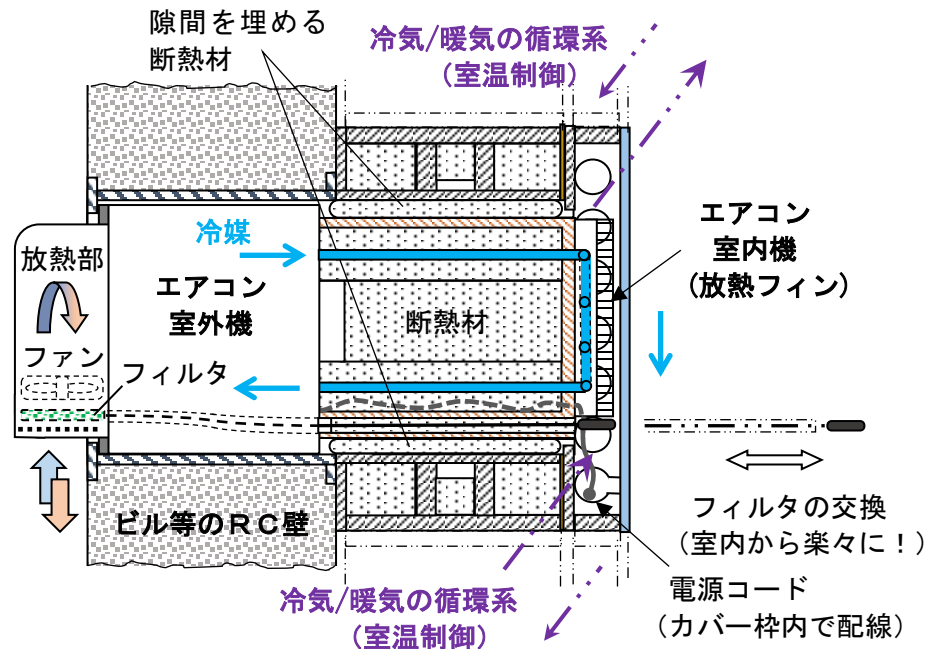 隙間を埋める
断熱材
冷気/暖気の循環系
（室温制御）
エアコン
室内機
（放熱フィン）
冷媒
放熱部
エアコン
室外機
断熱材
ファン
フィルタ
ビル等のＲＣ壁
フィルタの交換
（室内から楽々に！）
電源コード
（カバー枠内で配線）
冷気/暖気の循環系
（室温制御）